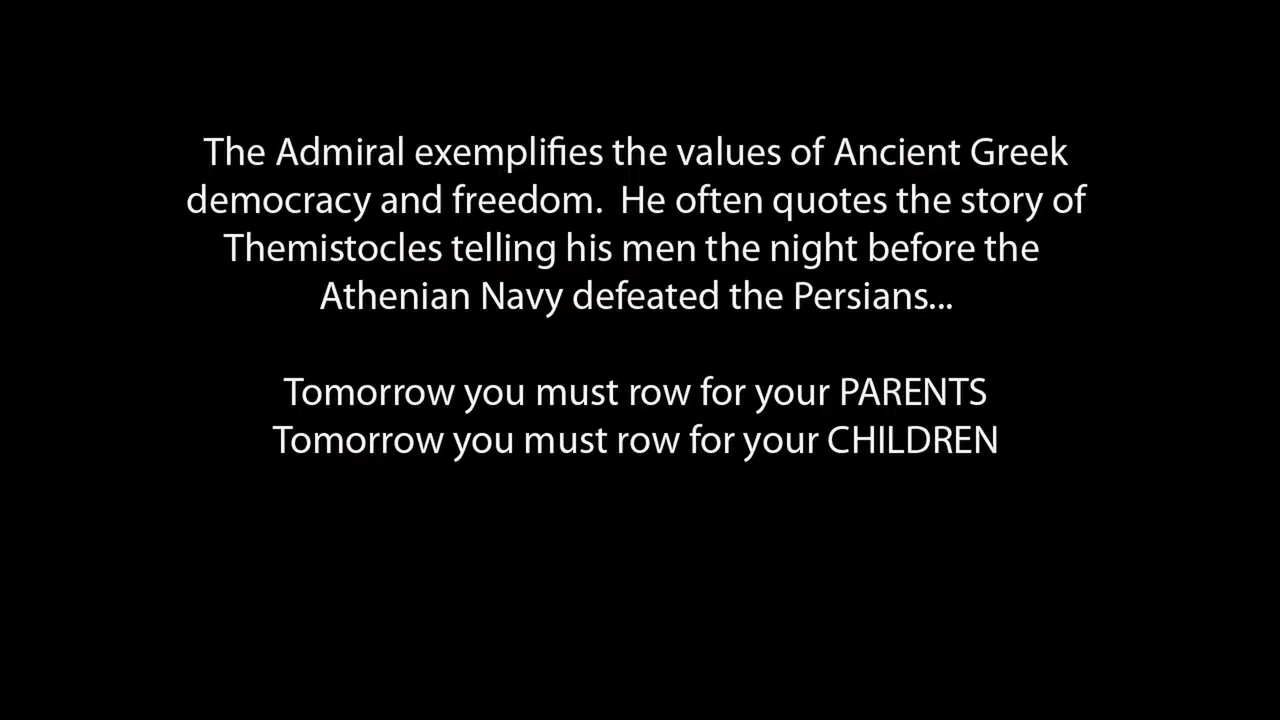 The Admiral exemplifies the values of Ancient Greek
democracy and freedom.  He often quotes the story of
Themistocles telling his men the night before the
Athenian Navy defeated the Persians...
Tomorrow you must row for your PARENTS
Tomorrow you must row for your CHILDREN